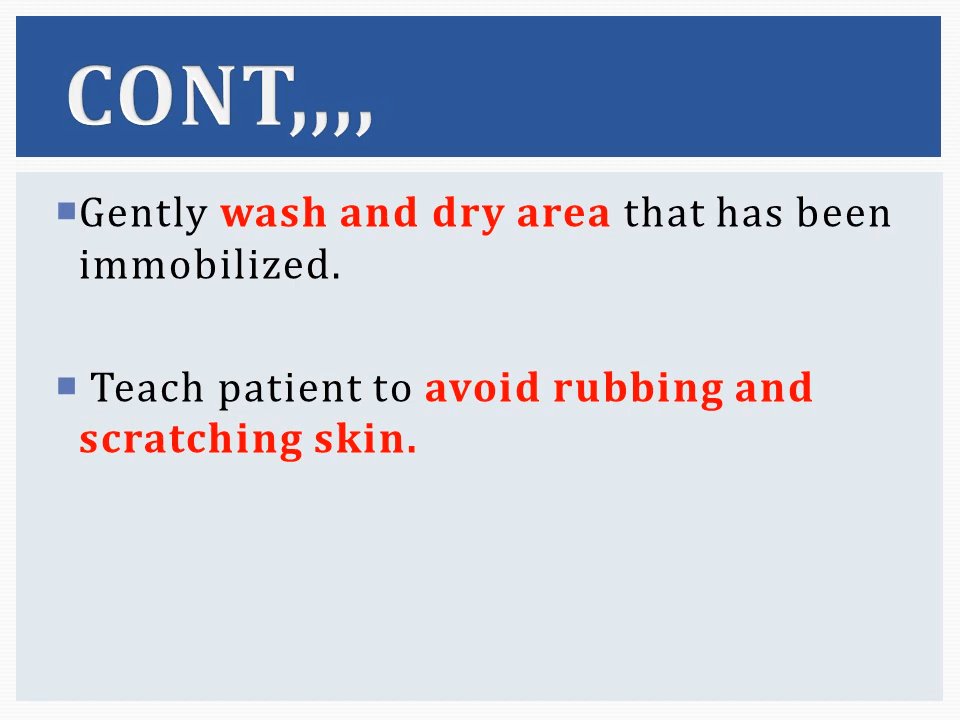 CONT,,,,
Gently wash and dry area that has been
immobilized.
Teach patient to avoid rubbing and
scratching skin.